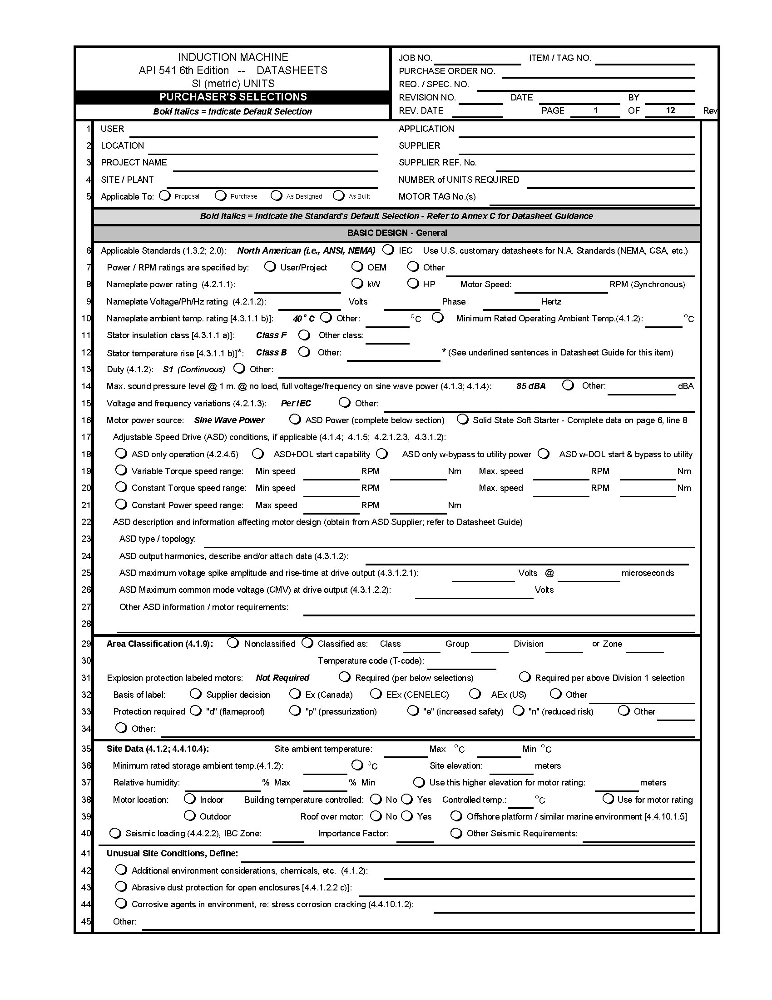 INDUCTION MACHINE
API 541 6th Edition -- DATASHEETS
SI (metric) UNITS
PURCHASER'S SELECTIONS
Bold Italics = Indicate Default Selection
JOB NO. ITEM / TAG NO.
PURCHASE ORDER NO.
REQ. / SPEC. NO.
REVISION NO. DATE BY
REV. DATE PAGE 1 OF 12 Rev
1 USER APPLICATION
2 LOCATION SUPPLIER
3 PROJECT NAME SUPPLIER REF. No.
4 SITE / PLANT NUMBER of UNITS REQUIRED
5 Applicable To: Proposal Purchase As Designed As Built MOTOR TAG No.(s)
Bold Italics = Indicate the Standard's Default Selection - Refer to Annex C for Datasheet Guidance
BASIC DESIGN - General
6 Applicable Standards (1.3.2; 2.0): North American (i.e., ANSI, NEMA) IEC Use U.S. customary datasheets for N.A. Standards (NEMA, CSA, etc.)
7 Power / RPM ratings are specified by: User/Project OEM Other
8 Nameplate power rating (4.2.1.1): kW HP Motor Speed: RPM (Synchronous)
9 Nameplate Voltage/Ph/Hz rating (4.2.1.2): Volts Phase Hertz
10 Nameplate ambient temp. rating [4.3.1.1 b)]: 40° C Other: °C Minimum Rated Operating Ambient Temp.(4.1.2): °C
11 Stator insulation class [4.3.1.1 a)]: Class F Other class:
12 Stator temperature rise [4.3.1.1 b)]*: Class B Other: * (See underlined sentences in Datasheet Guide for this item)
13 Duty (4.1.2): S1 (Continuous) Other:
14 Max. sound pressure level @ 1 m. @ no load, full voltage/frequency on sine wave power (4.1.3; 4.1.4): 85 dBA Other: dBA
15 Voltage and frequency variations (4.2.1.3): Per IEC Other:
16 Motor power source: Sine Wave Power ASD Power (complete below section) Solid State Soft Starter - Complete data on page 6, line 8
17 Adjustable Speed Drive (ASD) conditions, if applicable (4.1.4; 4.1.5; 4.2.1.2.3, 4.3.1.2):
18 ASD only operation (4.2.4.5) ASD+DOL start capability ASD only w-bypass to utility power ASD w-DOL start & bypass to utility
19 Variable Torque speed range: Min speed RPM Nm Max. speed RPM Nm
20 Constant Torque speed range: Min speed RPM Max. speed RPM Nm
21 Constant Power speed range: Max speed RPM Nm
22 ASD description and information affecting motor design (obtain from ASD Supplier; refer to Datasheet Guide)
23 ASD type / topology:
24 ASD output harmonics, describe and/or attach data (4.3.1.2):
25 ASD maximum voltage spike amplitude and rise-time at drive output (4.3.1.2.1): Volts @ microseconds
26 ASD Maximum common mode voltage (CMV) at drive output (4.3.1.2.2): Volts
27 Other ASD information / motor requirements:
28
29 Area Classification (4.1.9): Nonclassified Classified as: Class Group Division or Zone
30 Temperature code (T-code):
31 Explosion protection labeled motors: Not Required Required (per below selections) Required per above Division 1 selection
32 Basis of label: Supplier decision Ex (Canada) EEx (CENELEC) AEx (US) Other
33 Protection required "d" (flameproof) "p" (pressurization) "e" (increased safety) "n" (reduced risk) Other
34 Other:
35 Site Data (4.1.2; 4.4.10.4): Site ambient temperature: Max °C Min °C
36 Minimum rated storage ambient temp.(4.1.2): °C Site elevation: meters
37 Relative humidity: % Max % Min Use this higher elevation for motor rating: meters
38 Motor location: Indoor Building temperature controlled: No Yes Controlled temp.: °C Use for motor rating
39 Outdoor Roof over motor: No Yes Offshore platform / similar marine environment [4.4.10.1.5]
40 Seismic loading (4.4.2.2), IBC Zone: Importance Factor: Other Seismic Requirements:
41 Unusual Site Conditions, Define:
42 Additional environment considerations, chemicals, etc. (4.1.2):
43 Abrasive dust protection for open enclosures [4.4.1.2.2 c)]:
44 Corrosive agents in environment, re: stress corrosion cracking (4.4.10.1.2):
45 Other: